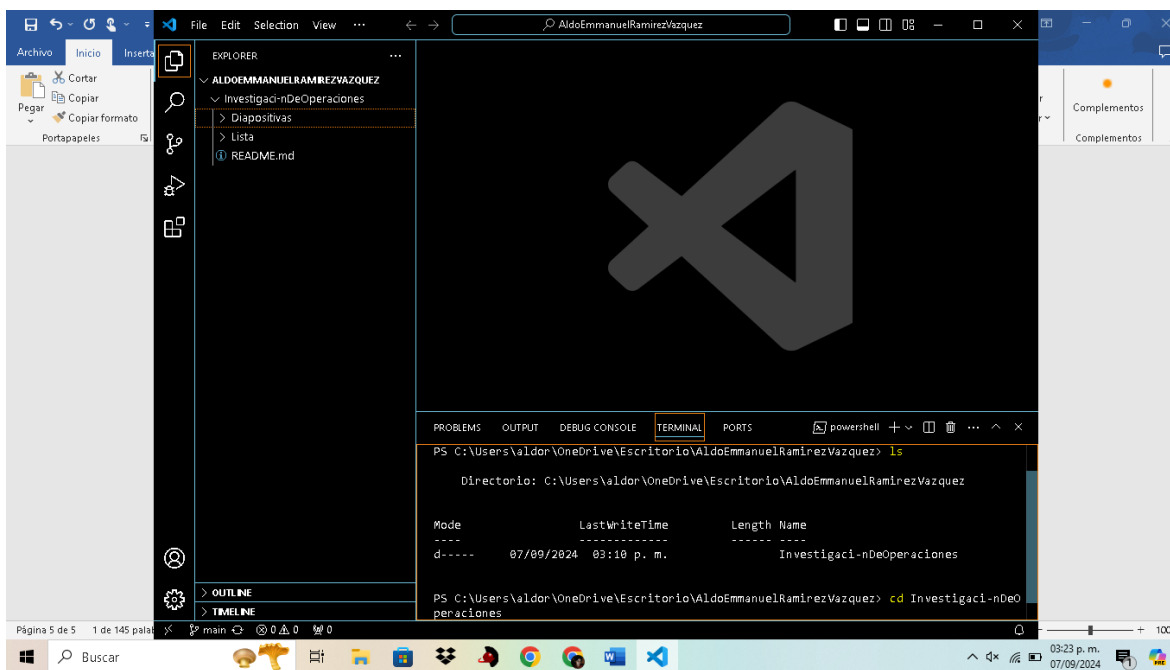 File Edit Selection View ···
AldoEmmanuelRamirezVazquez
Archivo Inicio Inserta
Cortar
Copiar
Copiar formato
Pegar
Portapapeles
EXPLORER
ALDOEMMANUELRAMIREZVAZQUEZ
Investigaci-nDeOperaciones
Diapositivas
Lista
README.md
OUTLINE
TIMELINE
Complementos
Complementos
PROBLEMS OUTPUT DEBUG CONSOLE TERMINAL PORTS powershell
PS C:\Users\aldor\OneDrive\Escritorio\AldoEmmanuelRamirezVazquez> ls
Directorio: C:\Users\aldor\OneDrive\Escritorio\AldoEmmanuelRamirezVazquez
Mode LastWriteTime Length Name
---- ------------- ------ ----
d----- 07/09/2024 03:10 p. m. Investigaci-nDeOperaciones
PS C:\Users\aldor\OneDrive\Escritorio\AldoEmmanuelRamirezVazquez> cd Investigaci-nDeO
peraciones
Página 5 de 5 1 de 145 palab
main 0 0 0
100
Buscar
03:23 p. m.
07/09/2024